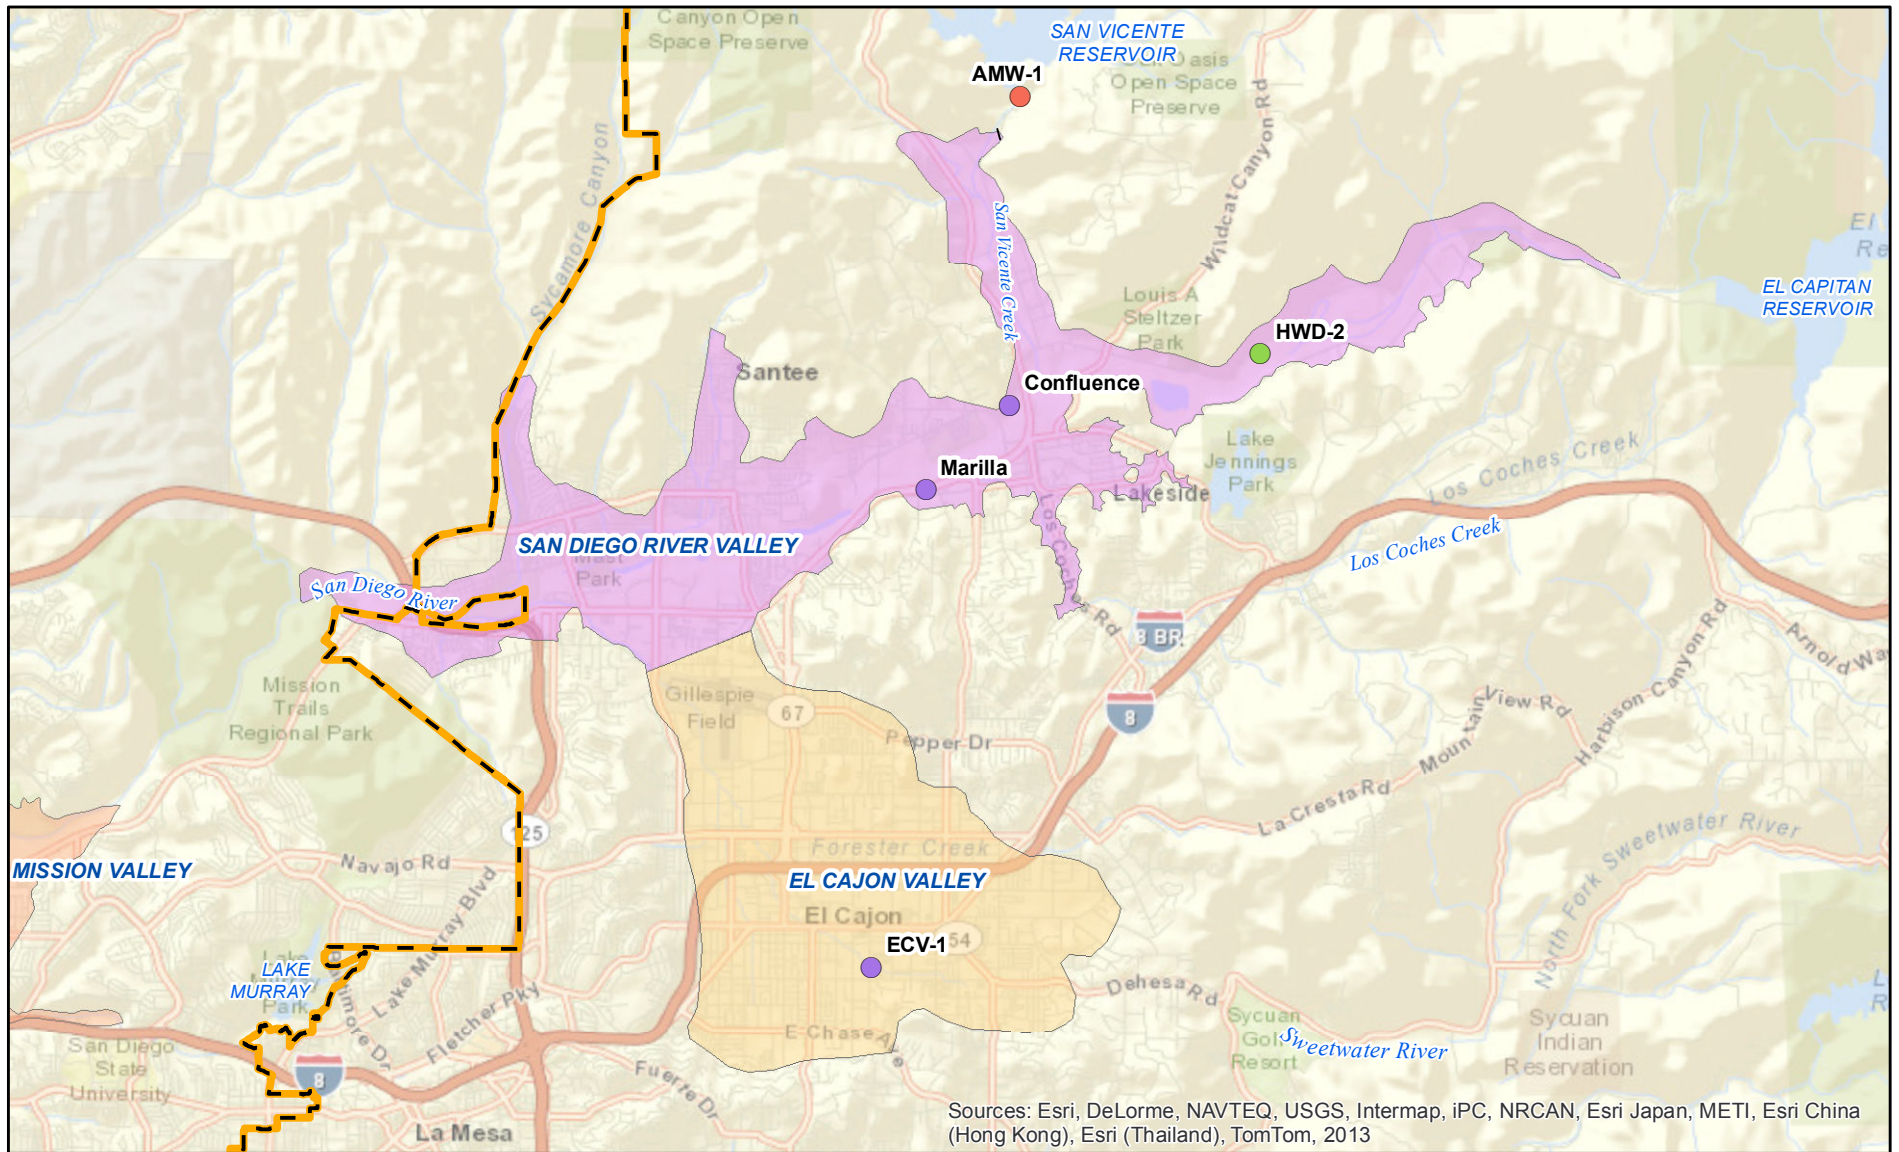 Canyon Open
Space Preserve
SAN VICENTE
RESERVOIR
Oasis
Open Space
Preserve
AMW-1
Sycamore Canyon
Wildcat Canyon Rd
San Vicente Creek
El
Re
EL CAPITAN
RESERVOIR
Louis A
Steltzer
Park
HWD-2
Santee
Confluence
Lake
Jennings
Park
Los Coches Creek
Marilla
Lakeside
Los Coches Rd
Los Coches Creek
SAN DIEGO RIVER VALLEY
Mast
Park
San Diego River
8 BR.
Arnold Wa
Harbison Canyon Rd
Mission
Trails
Regional Park
Gillespie
Field
67
8
Mountain View Rd
Pepper Dr
La Cresta Rd
125
North Fork Sweetwater River
Forester Creek
Navajo Rd
MISSION VALLEY
EL CAJON VALLEY
Lake Murray Blvd
El Cajon
ECV-1
54
LAKE
MURRAY
Lake
Park
Fletcher Pky
Dehesa Rd
L
R
Sycuan
Golf
Resort
Sweetwater River
Sycuan
Indian
Reservation
E Chase Ave
San Diego
State
University
8
Fuerte Dr
La Mesa
Sources: Esri, DeLorme, NAVTEQ, USGS, Intermap, iPC, NRCAN, Esri Japan, METI, Esri China
(Hong Kong), Esri (Thailand), TomTom, 2013